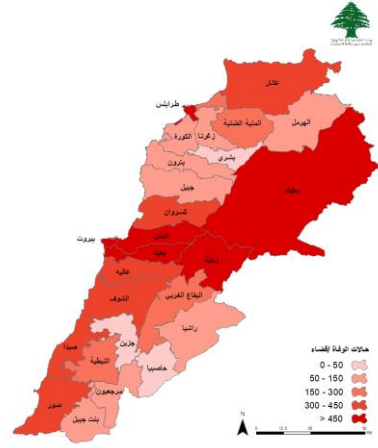 عكار
طرابلس
المنية الضنية
الهرمل
زغرتا
الكورة
بشري
بترون
بعلبك
جبيل
كسروان
المتن
بيروت
بعبدا
زحلة
عاليه
الشوف
البقاع الغربي
راشيا
جزين
صيدا
النبطية
حاصبيا
مرجعيون
صور
بنت جبيل
حالات الوفاة /قضاء
0 - 50
50 - 150
150 - 300
300 - 450
> 450
N